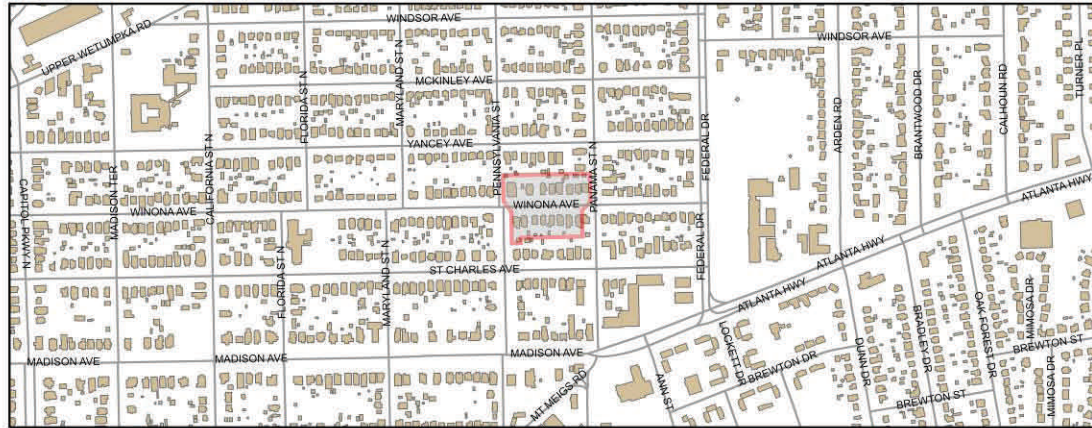 WINDSOR AVE
WINDSOR AVE
UPPER WETUMPKA RD
MCKINLEY AVE
FLORIDA ST N
MARYLAND ST N
PENNSYLVANIA ST
TURNER PL
CALHOUN RD
BRANTWOOD DR
ARDEN RD
FEDERAL DR
YANCEY AVE
CALIFORNIA ST N
PANAMA ST N
CAPITOL PKWY N
MADISON TER
WINONA AVE
WINONA AVE
ATLANTA HWY
FLORIDA ST N
MARYLAND ST N
FEDERAL DR
ATLANTA HWY
ST CHARLES AVE
ATLANTA HWY
MIMOSA DR
OAK FOREST DR
BRADLEY DR
DUNN DR
LOCKETT DR
BREWTON ST
MADISON AVE
MADISON AVE
MADISON AVE
BREWTON DR
ANN ST
MT MEIGS RD
BREWTON ST
MIMOSA DR